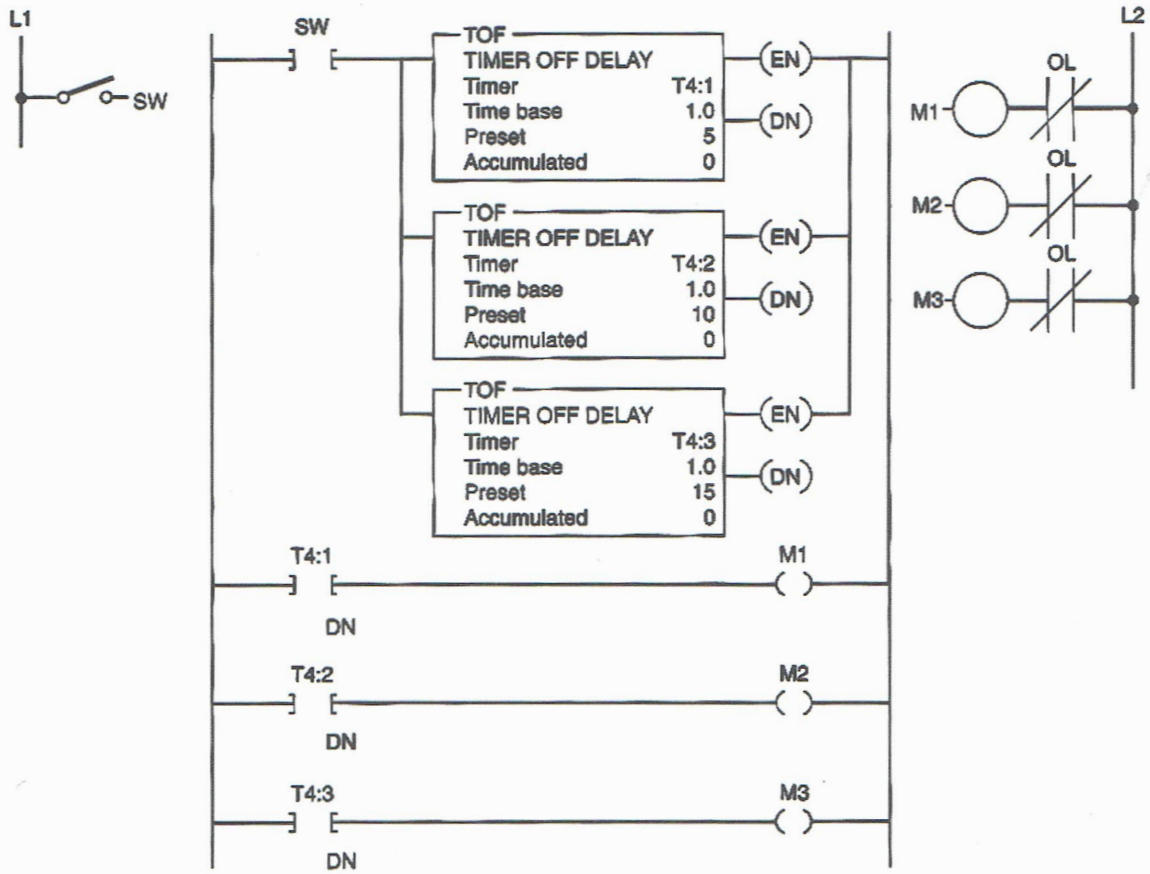 L1
SW
SW
TOF
TIMER OFF DELAY
Timer T4:1
Time base 1.0
Preset 5
Accumulated 0
EN
DN
TOF
TIMER OFF DELAY
Timer T4:2
Time base 1.0
Preset 10
Accumulated 0
EN
DN
TOF
TIMER OFF DELAY
Timer T4:3
Time base 1.0
Preset 15
Accumulated 0
EN
DN
T4:1
DN
M1
T4:2
DN
M2
T4:3
DN
M3
L2
OL
M1
OL
M2
OL
M3